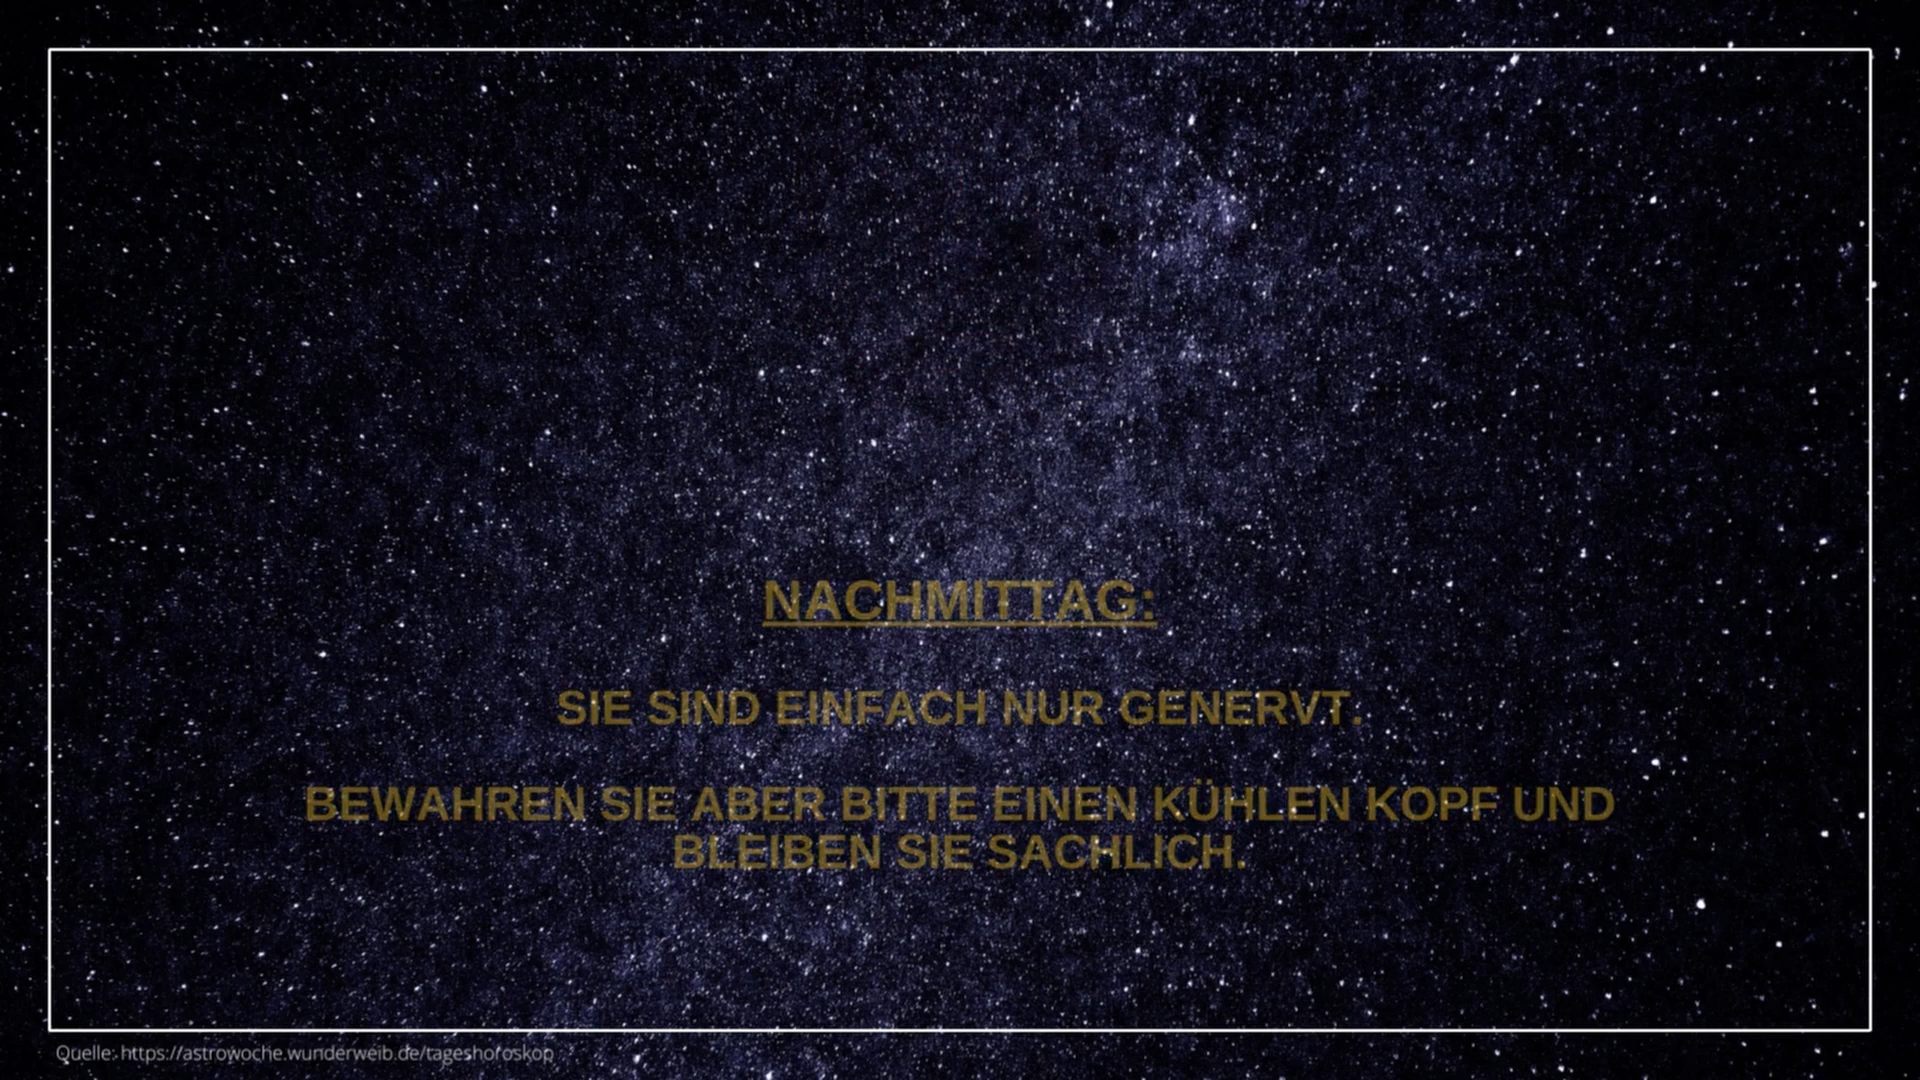 NACHMITTAG:
SIE SIND EINFACH NUR GENERVT.
BEWAHREN SIE ABER BITTE EINEN KÜHLEN KOPF UND
BLEIBEN SIE SACHLICH.
Quelle: https://astrowoche.wunderweib.de/tageshoroskop